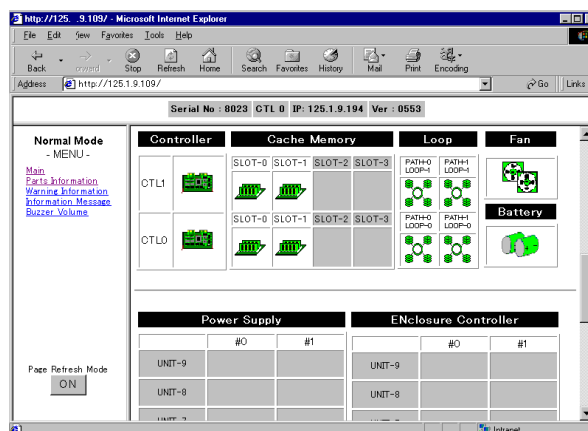 http://125. .9.109/ - Microsoft Internet Explorer
File Edit View Favorites Tools Help
Back Forward Stop Refresh Home Search Favorites History Mail Print Encoding
Address http://125.1.9.109/ Go Links
Serial No : 8023 CTL 0 IP: 125.1.9.194 Ver : 0553
Normal Mode
- MENU -
Main
Parts Information
Warning Information
Information Message
Buzzer Volume
Page Refresh Mode
ON
Controller Cache Memory Loop Fan
SLOT-0 SLOT-1 SLOT-2 SLOT-3 PATH-0 LOOP-1 PATH-1 LOOP-1
CTL1
Battery
SLOT-0 SLOT-1 SLOT-2 SLOT-3 PATH-0 LOOP-0 PATH-1 LOOP-0
CTL0
Power Supply ENclosure Controller
#0 #1 #0 #1
UNIT-9 UNIT-9
UNIT-8 UNIT-8
UNIT-7
Intranet